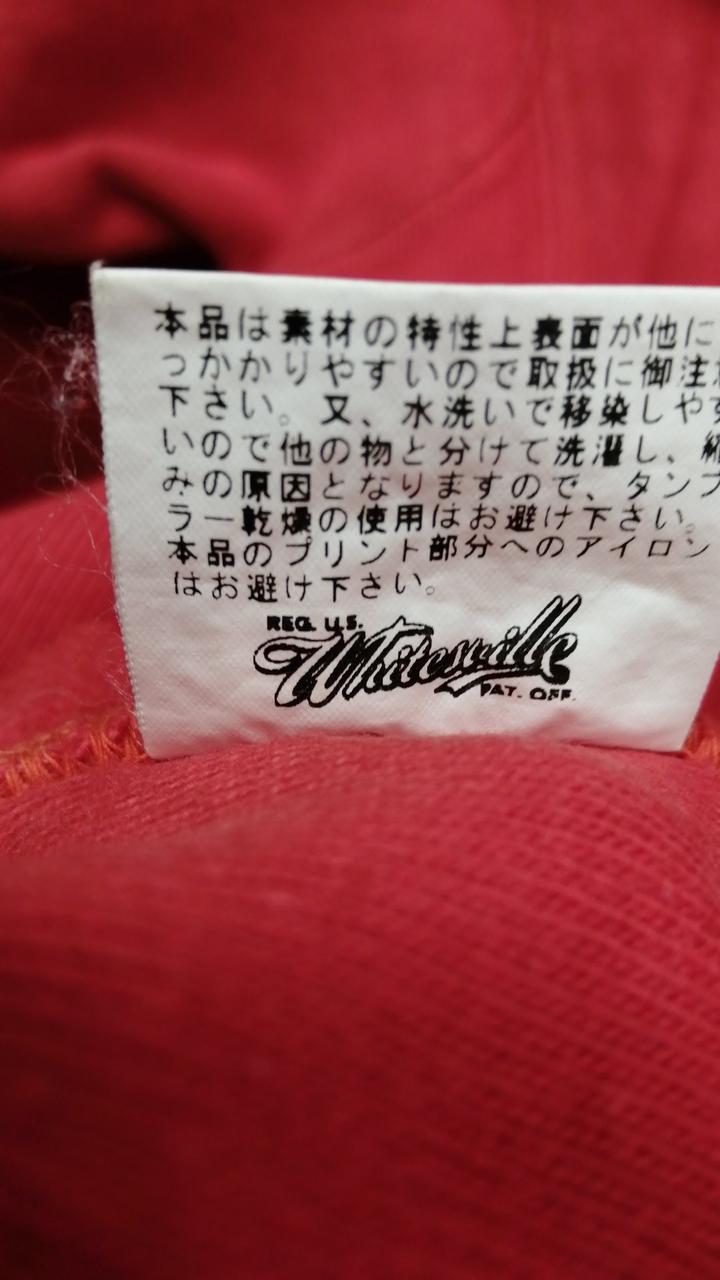 本品は素材の特性上表面が他に
っかかりやすいので取扱に御注
下さい。又、水洗いで移染しやす
いので他の物と分けて洗濯し、縮
みの原因となりますので、タンブ
ラー乾燥の使用はお避け下さい。
本品のプリント部分へのアイロン
はお避け下さい。
REG. U.S.
Whitesville
PAT. OFF.